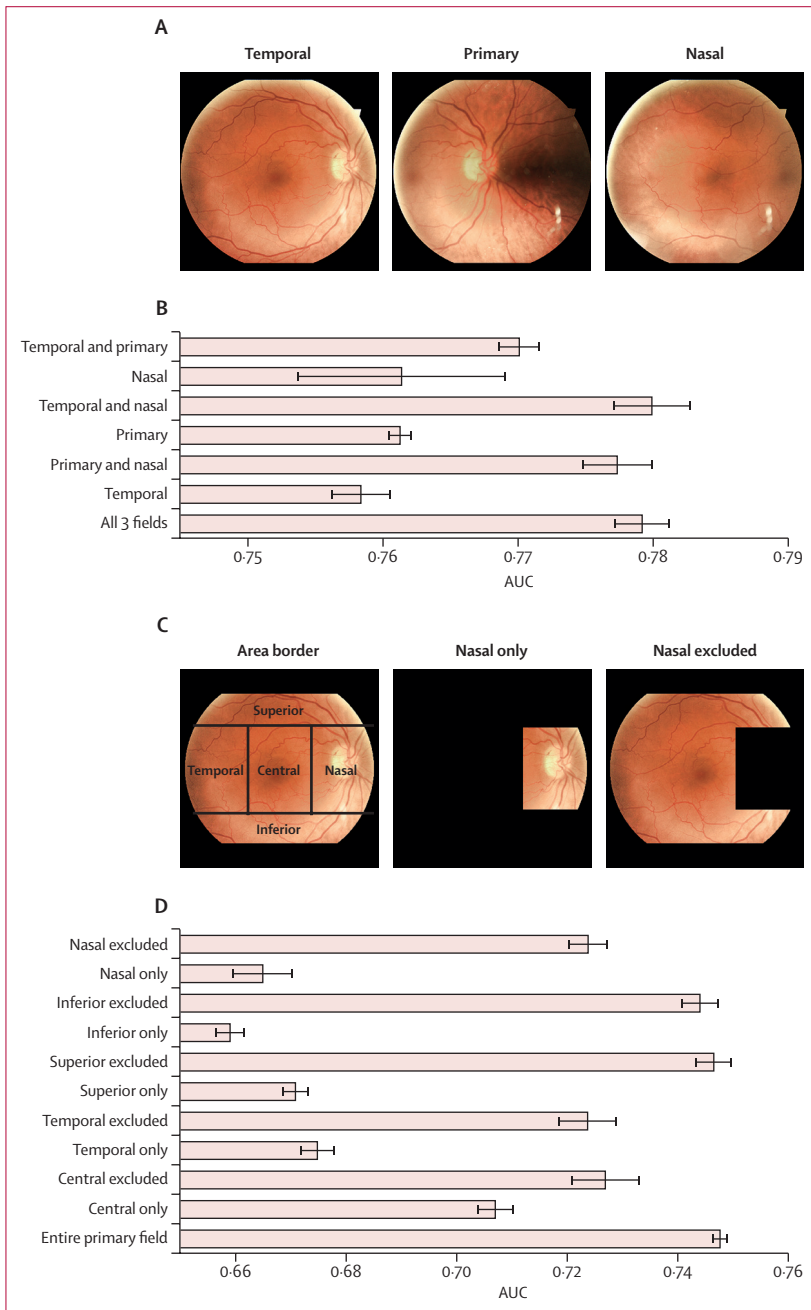 A
Temporal Primary Nasal
B
Temporal and primary
Nasal
Temporal and nasal
Primary
Primary and nasal
Temporal
All 3 fields
0·75 0·76 0·77 0·78 0·79
AUC
C
Area border Nasal only Nasal excluded
Superior
Temporal Central Nasal
Inferior
D
Nasal excluded
Nasal only
Inferior excluded
Inferior only
Superior excluded
Superior only
Temporal excluded
Temporal only
Central excluded
Central only
Entire primary field
0·66 0·68 0·70 0·72 0·74 0·76
AUC